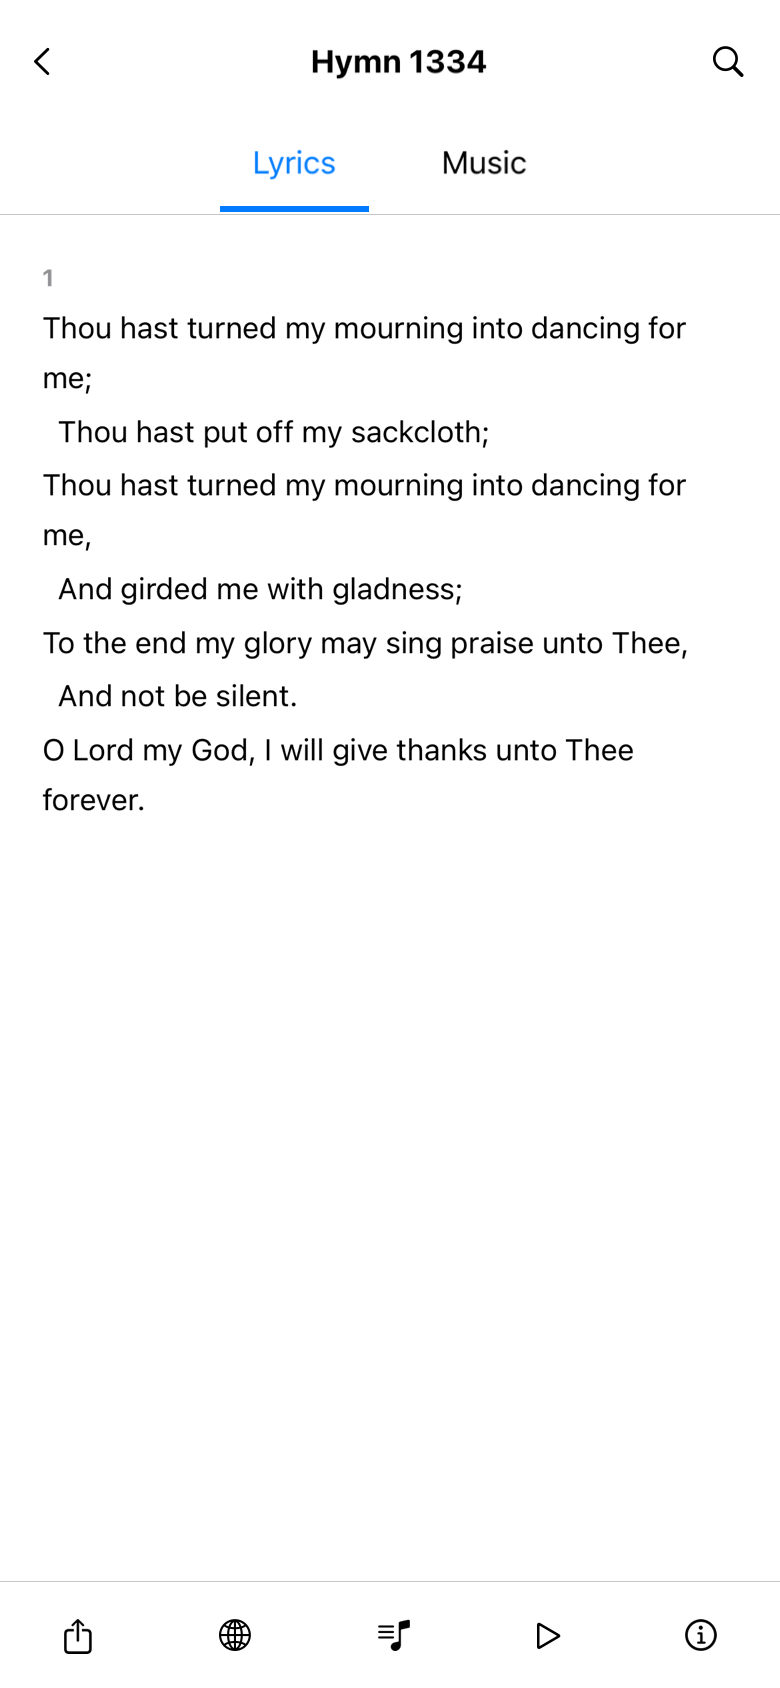 Hymn 1334
Lyrics
Music
1
Thou hast turned my mourning into dancing for
me;
Thou hast put off my sackcloth;
Thou hast turned my mourning into dancing for
me,
And girded me with gladness;
To the end my glory may sing praise unto Thee,
And not be silent.
O Lord my God, I will give thanks unto Thee
forever.